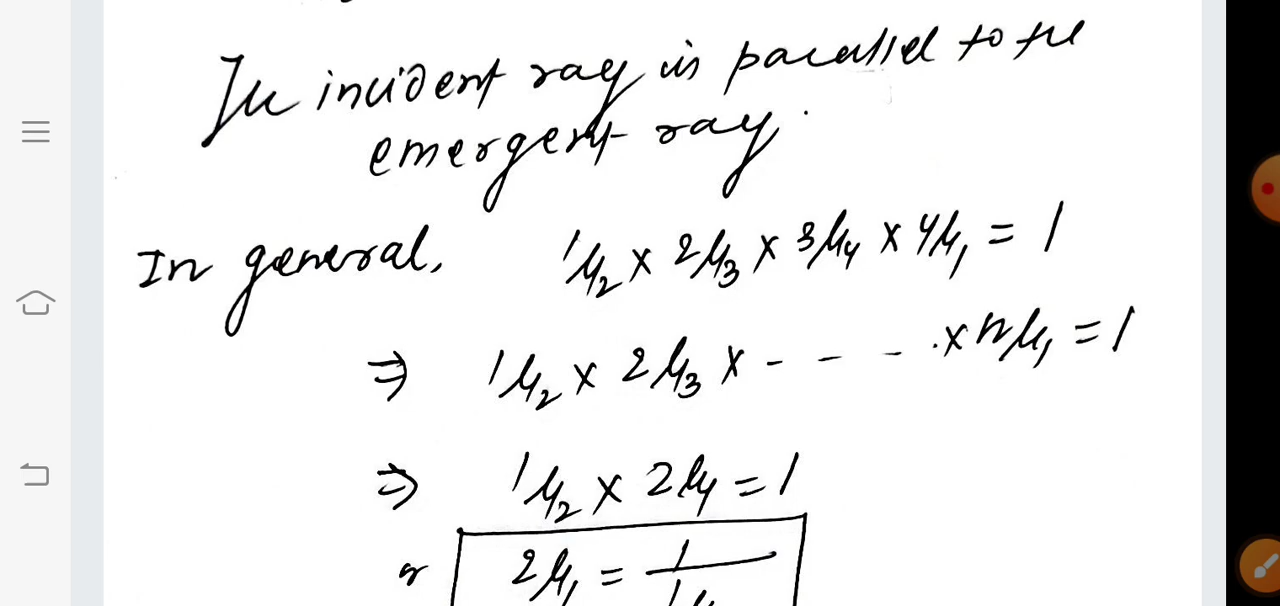 The incident ray is parallel to the
emergent ray.
In general, ¹μ₂ × ²μ₃ × ³μ₄ × ⁴μ₁ = 1
⇒ ¹μ₂ × ²μ₃ × - - - . × ⁿμ₁ = 1
⇒ ¹μ₂ × ²μ₁ = 1
or ²μ₁ = 1/¹μ